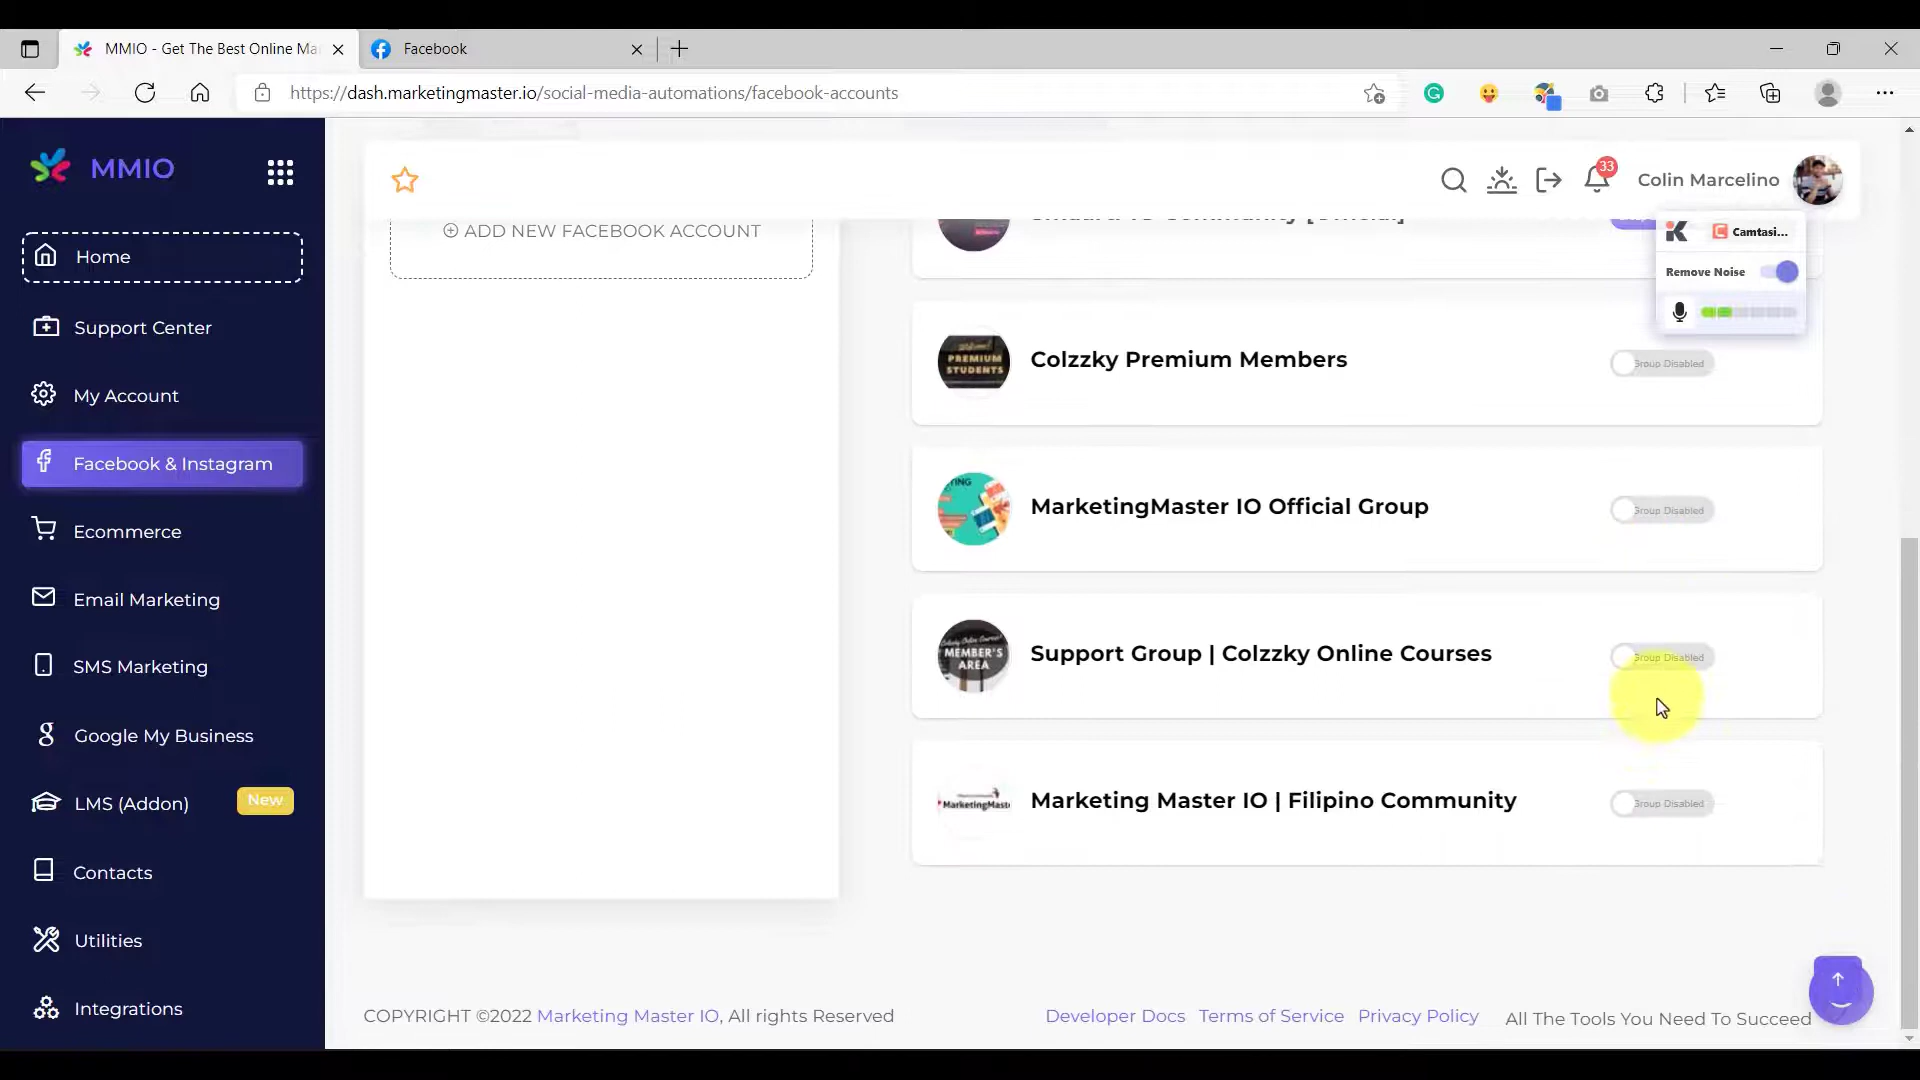 MMIO - Get The Best Online Ma
Facebook
https://dash.marketingmaster.io/social-media-automations/facebook-accounts
MMIO
33
Colin Marcelino
Camtasi...
Remove Noise
Home
Support Center
My Account
Facebook & Instagram
Ecommerce
Email Marketing
SMS Marketing
Google My Business
LMS (Addon)
New
Contacts
Utilities
Integrations
ADD NEW FACEBOOK ACCOUNT
PREMIUM
STUDENTS
Colzzky Premium Members
Group Disabled
MarketingMaster IO Official Group
Group Disabled
MEMBER'S
AREA
Support Group | Colzzky Online Courses
Group Disabled
MarketingMast
Marketing Master IO | Filipino Community
Group Disabled
COPYRIGHT ©2022 Marketing Master IO, All rights Reserved
Developer Docs Terms of Service Privacy Policy All The Tools You Need To Succeed